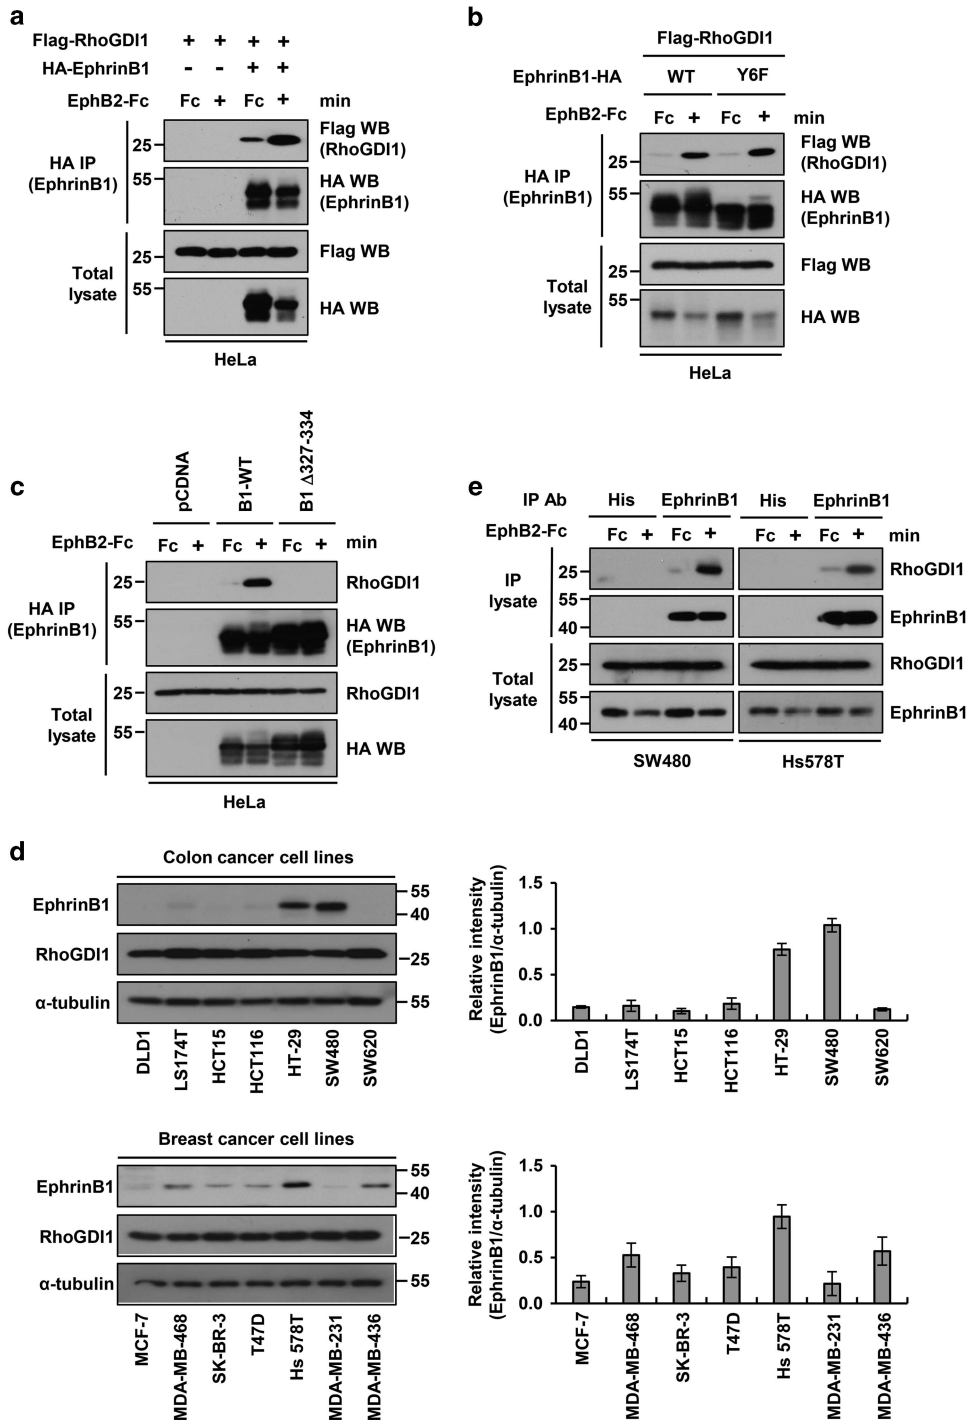 a
Flag-RhoGDI1 + + + +
HA-EphrinB1 - - + +
EphB2-Fc Fc + Fc + min
HA IP
(EphrinB1)
25
Flag WB
(RhoGDI1)
55
HA WB
(EphrinB1)
Total
lysate
25
Flag WB
55
HA WB
HeLa
b
Flag-RhoGDI1
EphrinB1-HA WT Y6F
EphB2-Fc Fc + Fc + min
HA IP
(EphrinB1)
25
Flag WB
(RhoGDI1)
55
HA WB
(EphrinB1)
Total
lysate
25
Flag WB
55
HA WB
HeLa
c
pCDNA
B1-WT
B1 Δ327-334
EphB2-Fc Fc + Fc + Fc + min
HA IP
(EphrinB1)
25
RhoGDI1
55
HA WB
(EphrinB1)
Total
lysate
25
RhoGDI1
55
HA WB
HeLa
e
IP Ab His EphrinB1 His EphrinB1
EphB2-Fc Fc + Fc + Fc + Fc + min
IP
lysate
25
RhoGDI1
55
40
EphrinB1
Total
lysate
25
RhoGDI1
55
40
EphrinB1
SW480 Hs578T
d
Colon cancer cell lines
EphrinB1
55
40
RhoGDI1
25
α-tubulin
55
DLD1
LS174T
HCT15
HCT116
HT-29
SW480
SW620
Relative intensity
(EphrinB1/α-tubulin)
1.5
1.0
0.5
0.0
DLD1
LS174T
HCT15
HCT116
HT-29
SW480
SW620
Breast cancer cell lines
EphrinB1
55
40
RhoGDI1
25
α-tubulin
55
MCF-7
MDA-MB-468
SK-BR-3
T47D
Hs 578T
MDA-MB-231
MDA-MB-436
Relative intensity
(EphrinB1/α-tubulin)
1.5
1.0
0.5
0.0
MCF-7
MDA-MB-468
SK-BR-3
T47D
Hs 578T
MDA-MB-231
MDA-MB-436